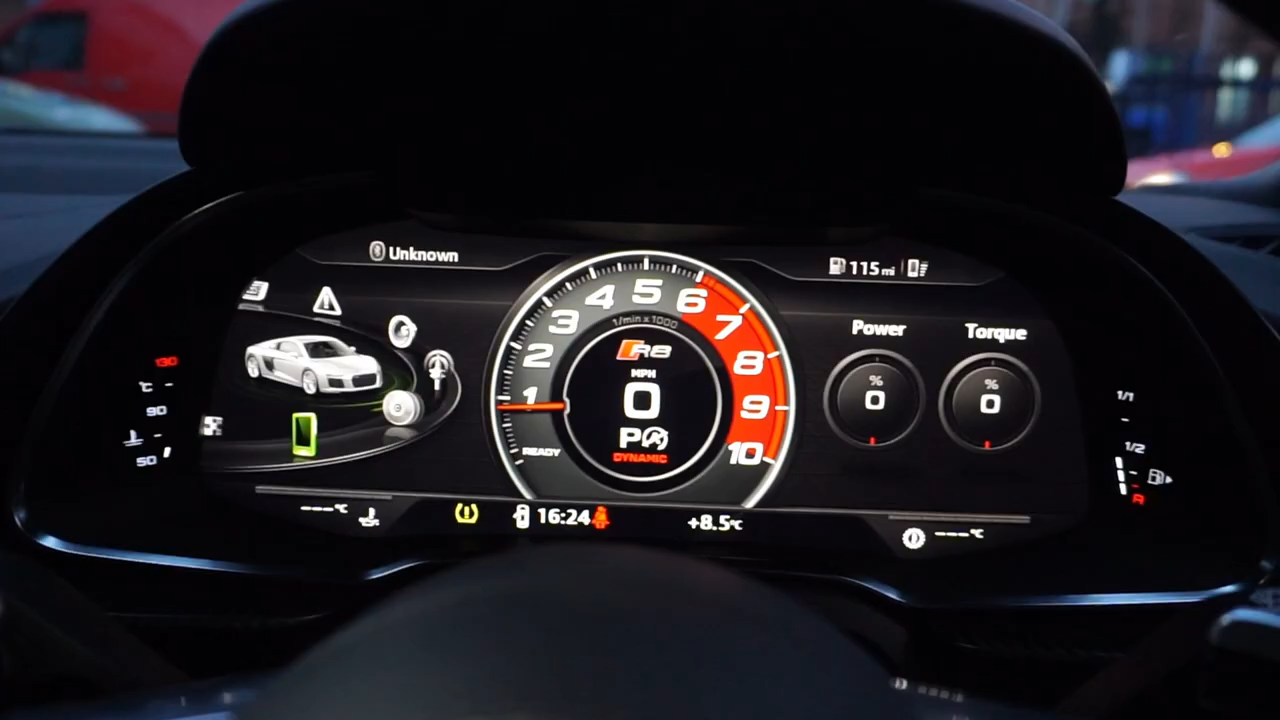 Unknown
115 mi
130
°C
90
50
1 2 3 4 5 6 7 8 9 10
1/min x 1000
R8
MPH
0
P
DYNAMIC
READY
Power
%
0
Torque
%
0
1/1
1/2
R
---°C
16:24
+8.5°C
---°C